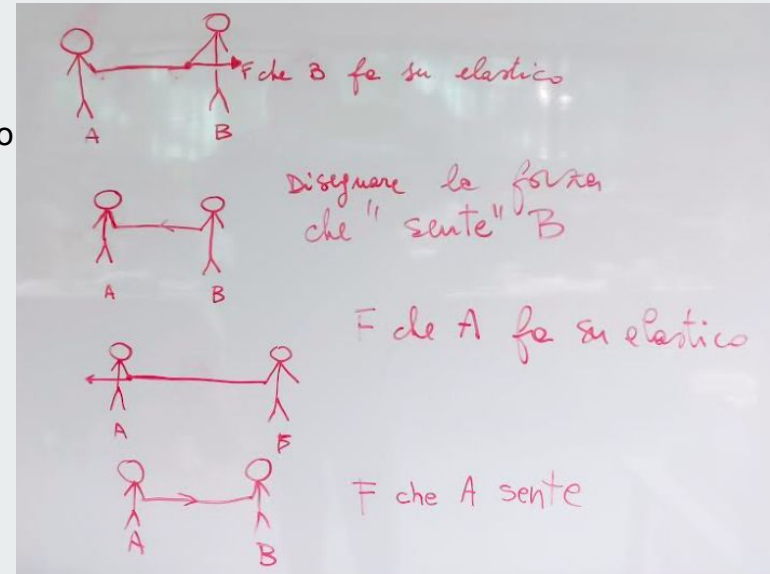 o
F che B fa su elastico
A B
Disegnare la forza
che "sente" B
A B
F che A fa su elastico
A B
F che A sente
A B